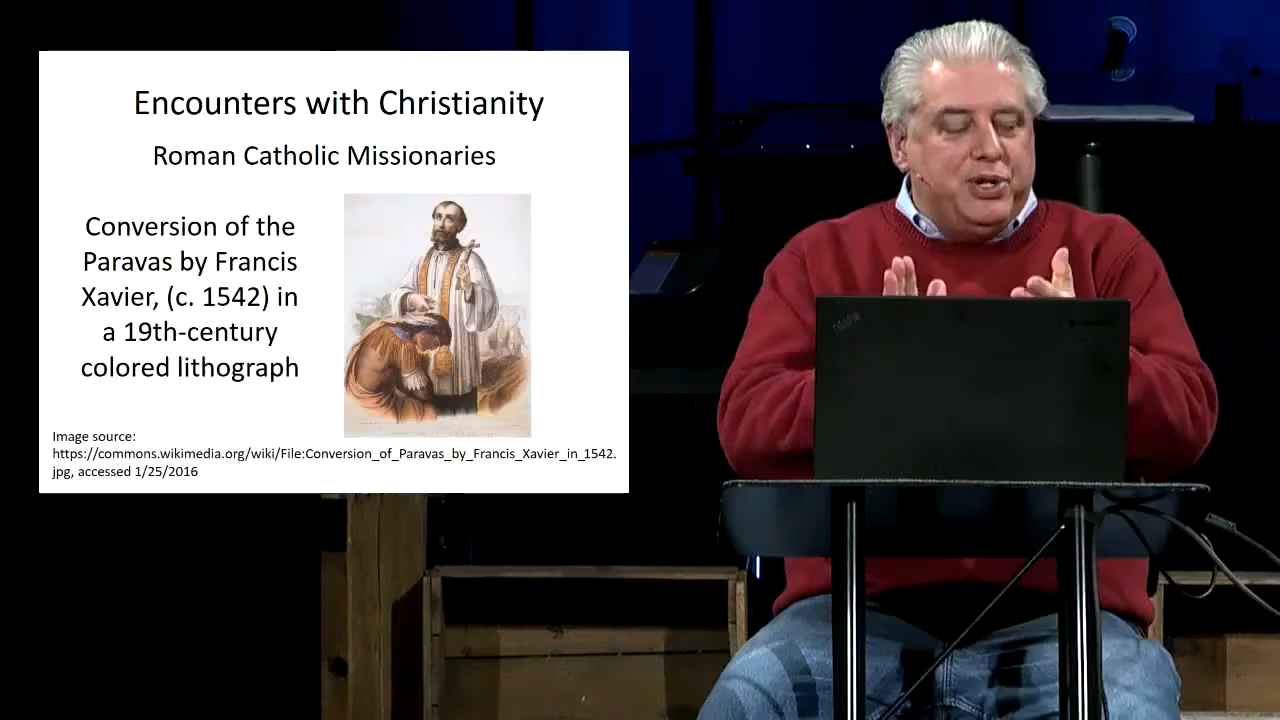 Encounters with Christianity
Roman Catholic Missionaries
Conversion of the
Paravas by Francis
Xavier, (c. 1542) in
a 19th-century
colored lithograph
Image source:
https://commons.wikimedia.org/wiki/File:Conversion_of_Paravas_by_Francis_Xavier_in_1542.
jpg, accessed 1/25/2016
ThinkPad